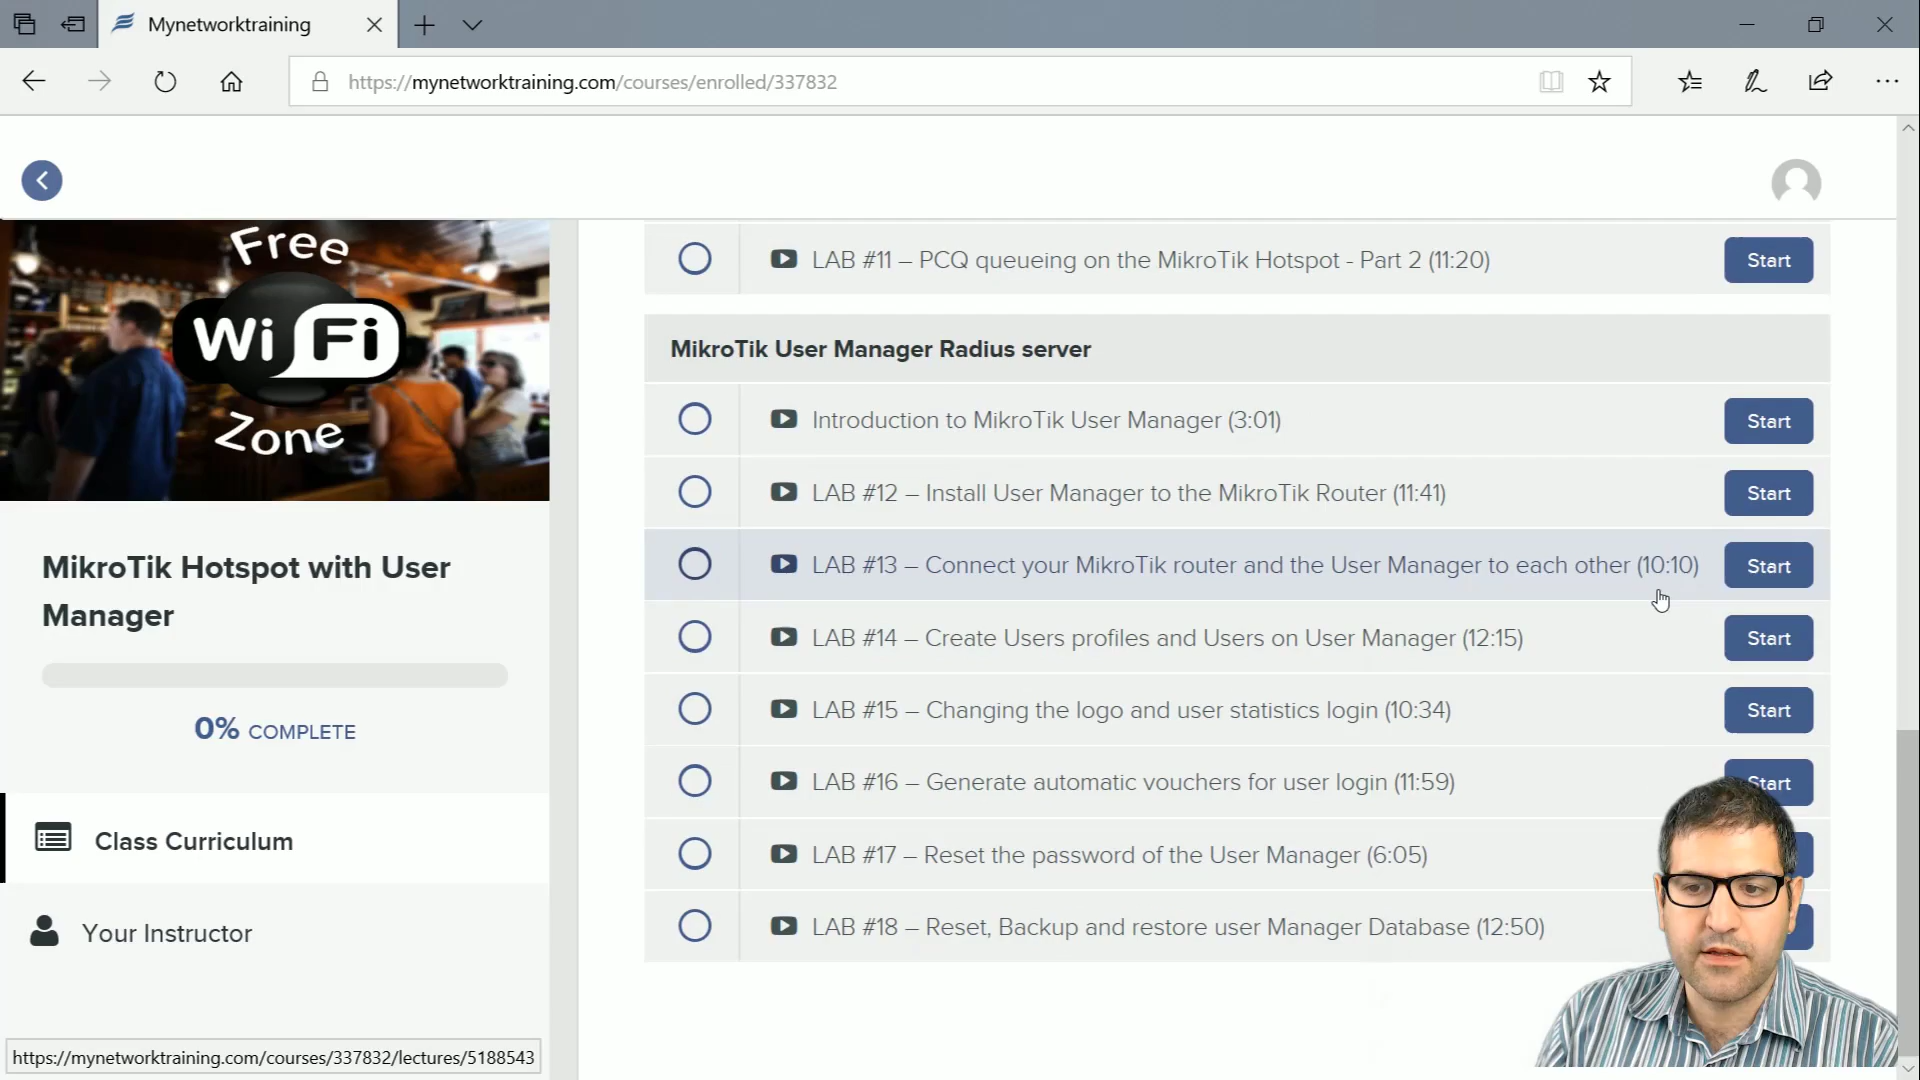 Mynetworktraining
https://mynetworktraining.com/courses/enrolled/337832
Free
Wi Fi
Zone
MikroTik Hotspot with User
Manager
0% COMPLETE
Class Curriculum
Your Instructor
LAB #11 – PCQ queueing on the MikroTik Hotspot - Part 2 (11:20) Start
MikroTik User Manager Radius server
Introduction to MikroTik User Manager (3:01) Start
LAB #12 – Install User Manager to the MikroTik Router (11:41) Start
LAB #13 – Connect your MikroTik router and the User Manager to each other (10:10) Start
LAB #14 – Create Users profiles and Users on User Manager (12:15) Start
LAB #15 – Changing the logo and user statistics login (10:34) Start
LAB #16 – Generate automatic vouchers for user login (11:59) Start
LAB #17 – Reset the password of the User Manager (6:05)
LAB #18 – Reset, Backup and restore user Manager Database (12:50)
https://mynetworktraining.com/courses/337832/lectures/5188543